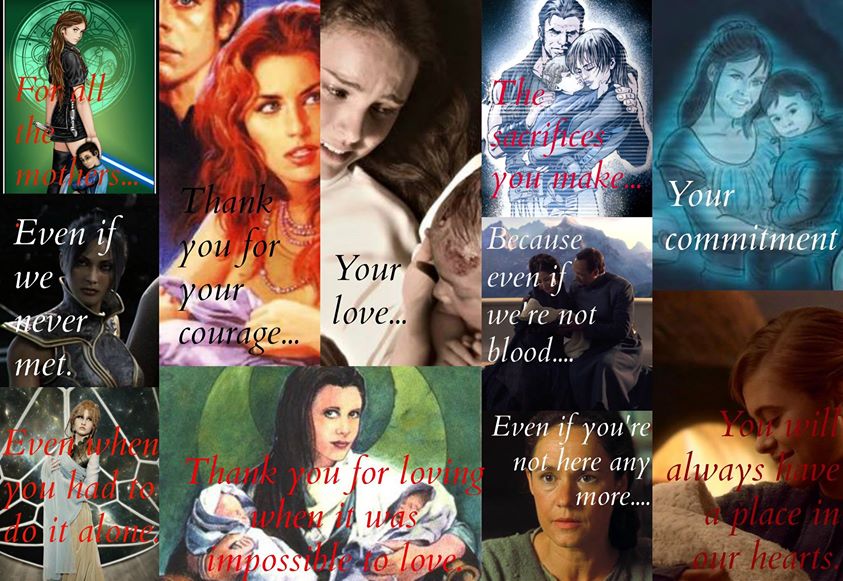 For all
the
mothers...
Even if
we
never
met.
Even when
you had to
do it alone.
Thank
you for
your
courage...
Your
love...
Thank you for loving
when it was
impossible to love.
The
sacrifices
you make...
Because
even if
we're not
blood....
Even if you're
not here any
more....
Your
commitment
You will
always have
a place in
our hearts.